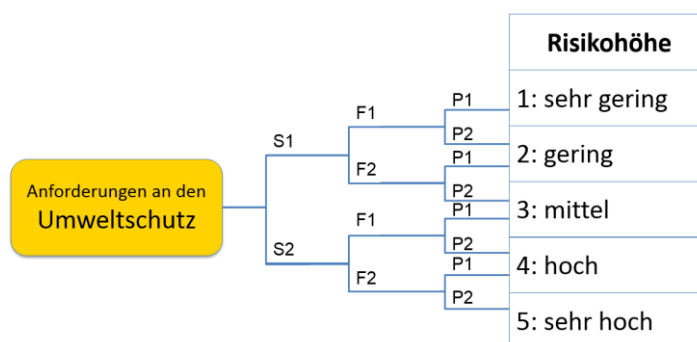 Risikohöhe
1: sehr gering
2: gering
3: mittel
4: hoch
5: sehr hoch
Anforderungen an den
Umweltschutz
S1
S2
F1
F2
F1
F2
P1
P2
P1
P2
P1
P2
P1
P2